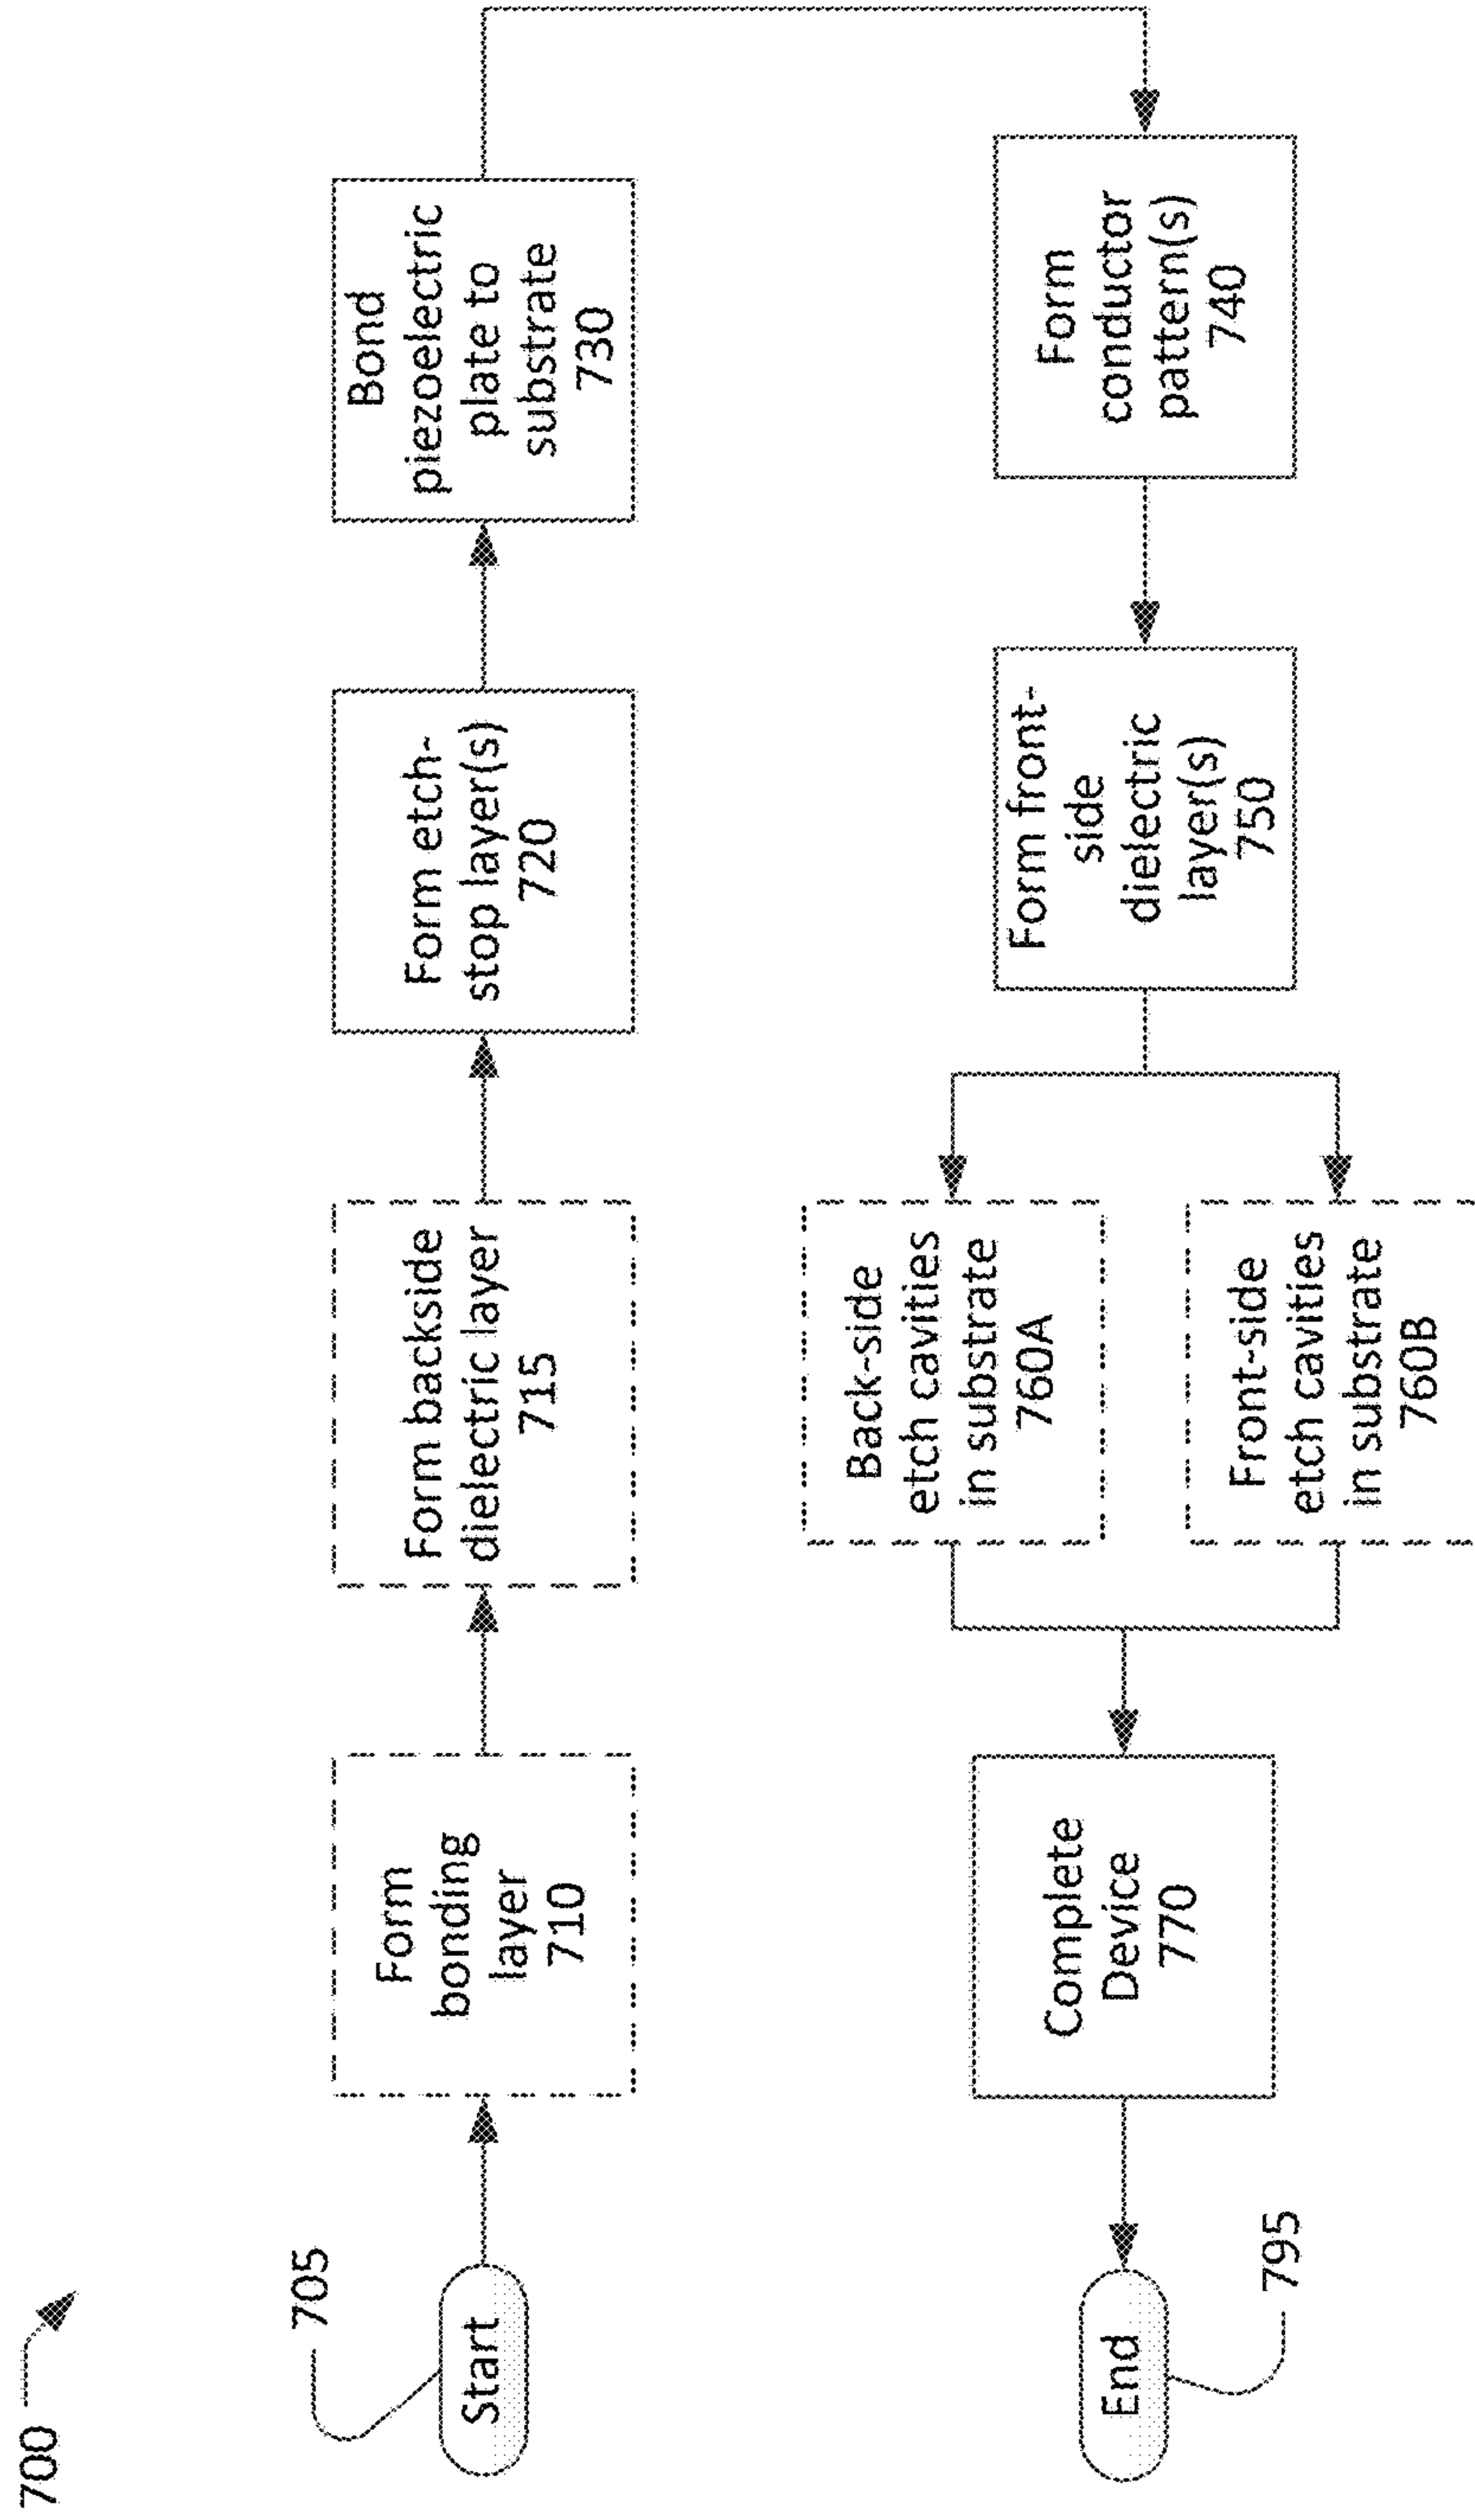 700
705
Start
Form
bonding
layer
710
Form backside
dielectric layer
715
Form etch-
stop layer(s)
720
Bond
piezoelectric
plate to
substrate
730
Form
conductor
pattern(s)
740
Form front-
side
dielectric
layer(s)
750
Back-side
etch cavities
in substrate
760A
Front-side
etch cavities
in substrate
760B
Complete
Device
770
End
795